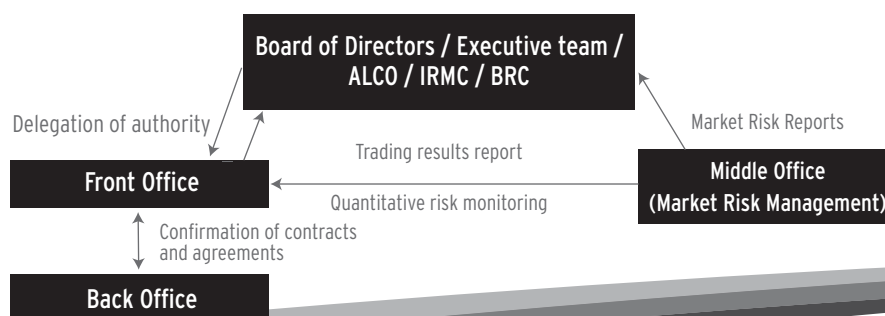 Board of Directors / Executive team /
ALCO / IRMC / BRC
Delegation of authority
Market Risk Reports
Trading results report
Front Office
Middle Office
(Market Risk Management)
Quantitative risk monitoring
Confirmation of contracts
and agreements
Back Office